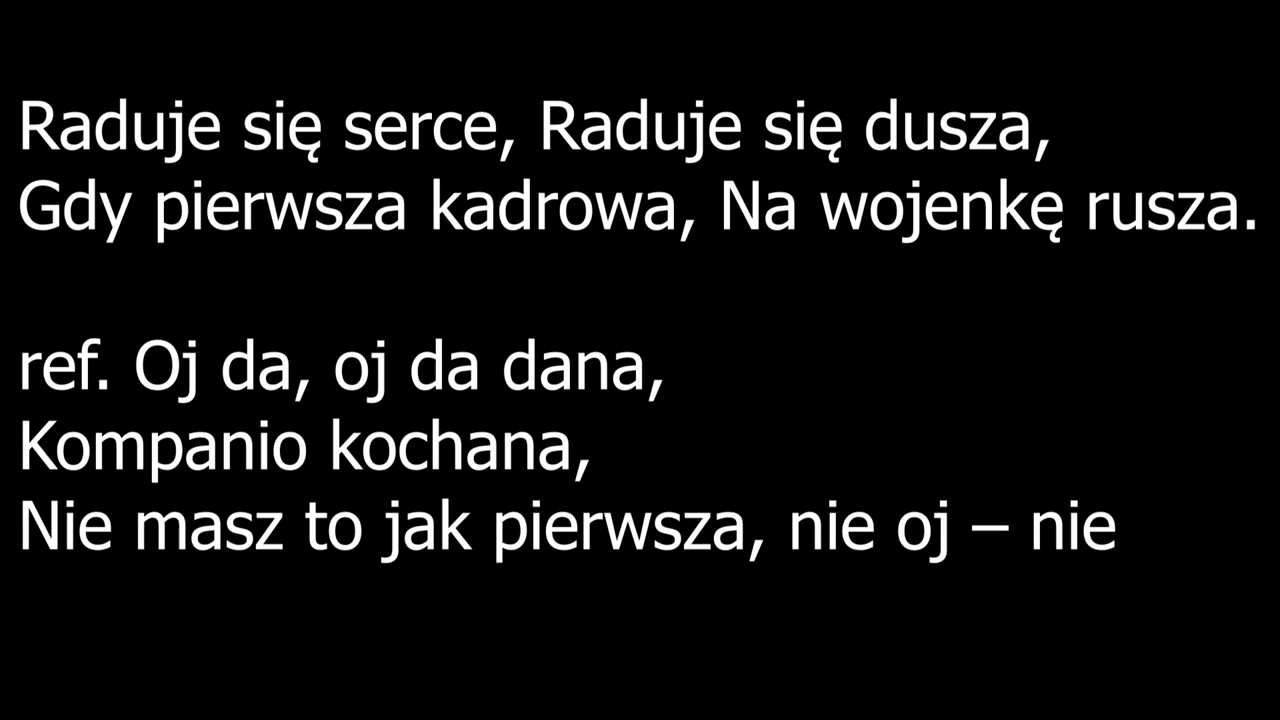 Raduje się serce, Raduje się dusza,
Gdy pierwsza kadrowa, Na wojenkę rusza.
ref. Oj da, oj da dana,
Kompanio kochana,
Nie masz to jak pierwsza, nie oj – nie